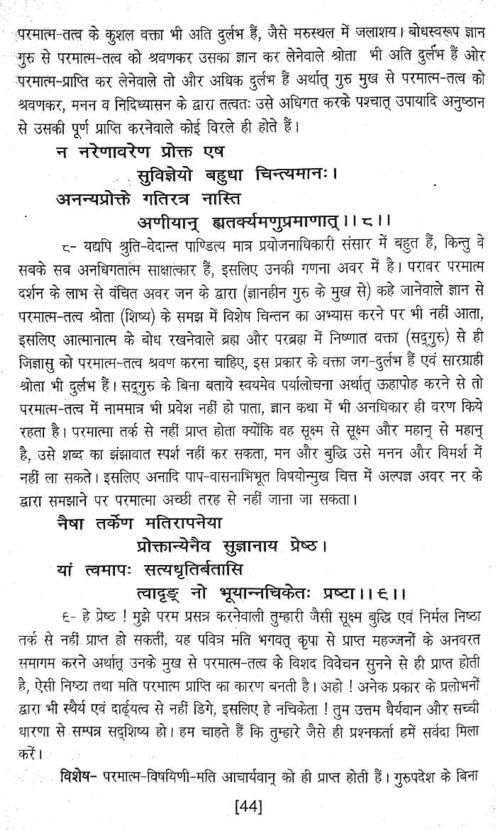 परमात्म-तत्व के कुशल वक्ता भी अति दुर्लभ हैं, जैसे मरुस्थल में जलाशय। बोधस्वरूप ज्ञान
गुरु से परमात्म-तत्व को श्रवणकर उसका ज्ञान कर लेनेवाले श्रोता भी अति दुर्लभ हैं ओर
परमात्म-प्राप्ति कर लेनेवाले तो और अधिक दुर्लभ हैं अर्थात् गुरु मुख से परमात्म-तत्व को
श्रवणकर, मनन व निदिध्यासन के द्वारा तत्वतः उसे अधिगत करके पश्चात् उपायादि अनुष्ठान
से उसकी पूर्ण प्राप्ति करनेवाले कोई विरले ही होते हैं।
न नरेणावरेण प्रोक्त एष
सुविज्ञेयो बहुधा चिन्त्यमानः।
अनन्यप्रोक्ते गतिरत्र नास्ति
अणीयान् ह्यतर्क्यमणुप्रमाणात्।।८।।
८- यद्यपि श्रुति-वेदान्त पाण्डित्य मात्र प्रयोजनाधिकारी संसार में बहुत हैं, किन्तु वे
सबके सब अनधिगतात्म साक्षात्कार हैं, इसलिए उनकी गणना अवर में है। परावर परमात्म
दर्शन के लाभ से वंचित अवर जन के द्वारा (ज्ञानहीन गुरु के मुख से) कहे जानेवाले ज्ञान से
परमात्म-तत्व श्रोता (शिष्य) के समझ में विशेष चिन्तन का अभ्यास करने पर भी नहीं आता,
इसलिए आत्मानात्म के बोध रखनेवाले ब्रह्म और परब्रह्म में निष्णात वक्ता (सद्गुरु) से ही
जिज्ञासु को परमात्म-तत्व श्रवण करना चाहिए, इस प्रकार के वक्ता जग-दुर्लभ हैं एवं सारग्राही
श्रोता भी दुर्लभ हैं। सद्गुरु के बिना बताये स्वयमेव पर्यालोचना अर्थात् ऊहापोह करने से तो
परमात्म-तत्व में नाममात्र भी प्रवेश नहीं हो पाता, ज्ञान कथा में भी अनधिकार ही वरण किये
रहता है। परमात्मा तर्क से नहीं प्राप्त होता क्योंकि वह सूक्ष्म से सूक्ष्म और महान् से महान्
है, उसे शब्द का झंझावात स्पर्श नहीं कर सकता, मन और बुद्धि उसे मनन और विमर्श में
नहीं ला सकते। इसलिए अनादि पाप-वासनाभिभूत विषयोन्मुख चित्त में अल्पज्ञ अवर नर के
द्वारा समझाने पर परमात्मा अच्छी तरह से नहीं जाना जा सकता।
नैषा तर्केण मतिरापनेया
प्रोक्तान्येनैव सुज्ञानाय प्रेष्ठ।
यां त्वमापः सत्यधृतिर्बतासि
त्वादृङ् नो भूयान्नचिकेतः प्रष्टा।।९।।
९- हे प्रेष्ठ ! मुझे परम प्रसन्न करनेवाली तुम्हारी जैसी सूक्ष्म बुद्धि एवं निर्मल निष्ठा
तर्क से नहीं प्राप्त हो सकतीं, यह पवित्र मति भगवत् कृपा से प्राप्त महज्जनों के अनवरत
समागम करने अर्थात् उनके मुख से परमात्म-तत्व के विशद विवेचन सुनने से ही प्राप्त होती
है, ऐसी निष्ठा तथा मति परमात्म प्राप्ति का कारण बनती है। अहो ! अनेक प्रकार के प्रलोभनों
द्वारा भी स्थैर्य एवं दार्ढ्यत्व से नहीं डिगे, इसलिए हे नचिकेता ! तुम उत्तम धैर्यवान और सच्ची
धारणा से सम्पन्न सद्शिष्य हो। हम चाहते हैं कि तुम्हारे जैसे ही प्रश्नकर्ता हमें सर्वदा मिला
करें।
विशेष- परमात्म-विषयिणी-मति आचार्यवान् को ही प्राप्त होती हैं। गुरुपदेश के बिना
[44]